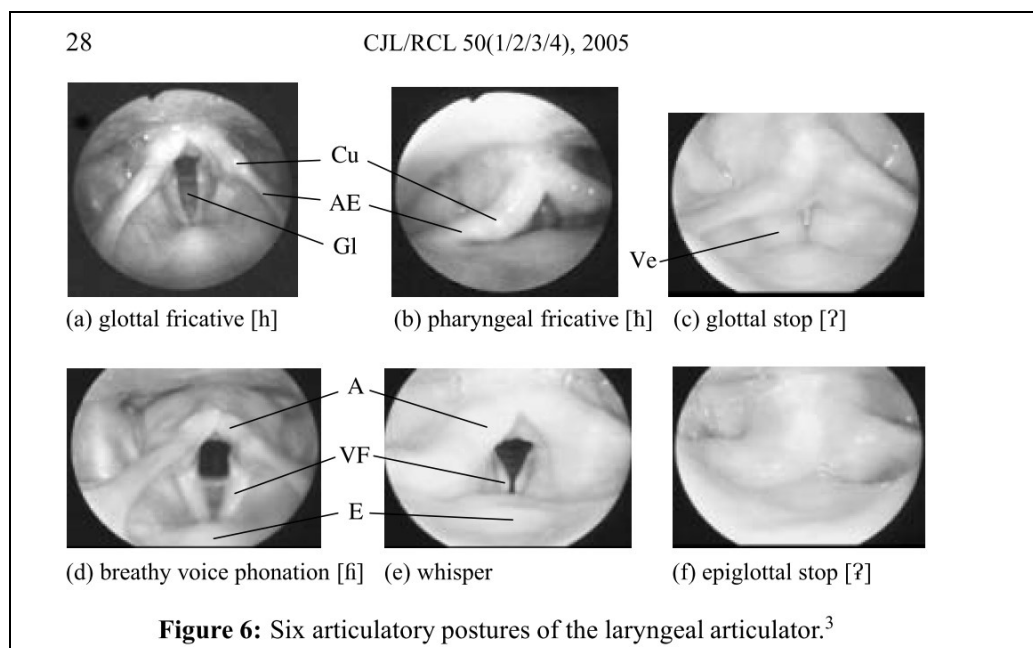 28 CJL/RCL 50(1/2/3/4), 2005
Cu
AE
Gl
Ve
(a) glottal fricative [h] (b) pharyngeal fricative [ħ] (c) glottal stop [ʔ]
A
VF
E
(d) breathy voice phonation [ɦ] (e) whisper (f) epiglottal stop [ʡ]
Figure 6: Six articulatory postures of the laryngeal articulator.3